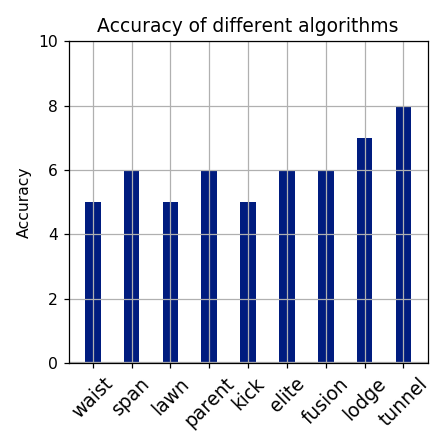 Accuracy of different algorithms
10
8
6
4
2
0
Accuracy
waist
span
lawn
parent
kick
elite
fusion
lodge
tunnel